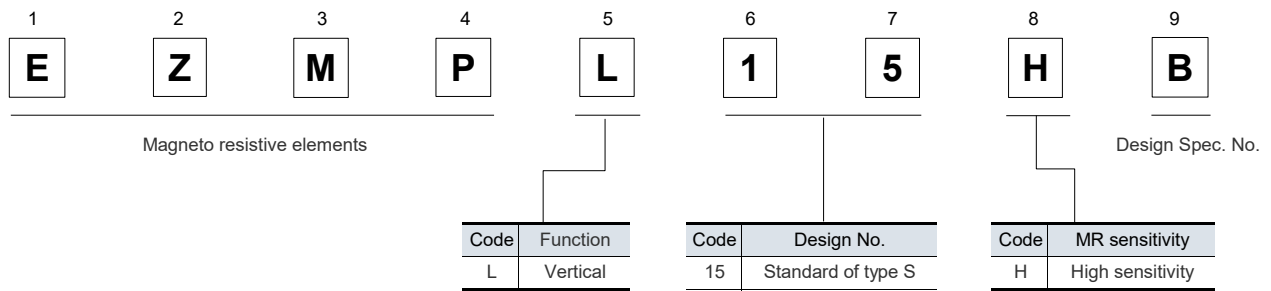 1 2 3 4 5 6 7 8 9
E Z M P L 1 5 H B
Magneto resistive elements
Design Spec. No.
Code Function
L Vertical
Code Design No.
15 Standard of type S
Code MR sensitivity
H High sensitivity